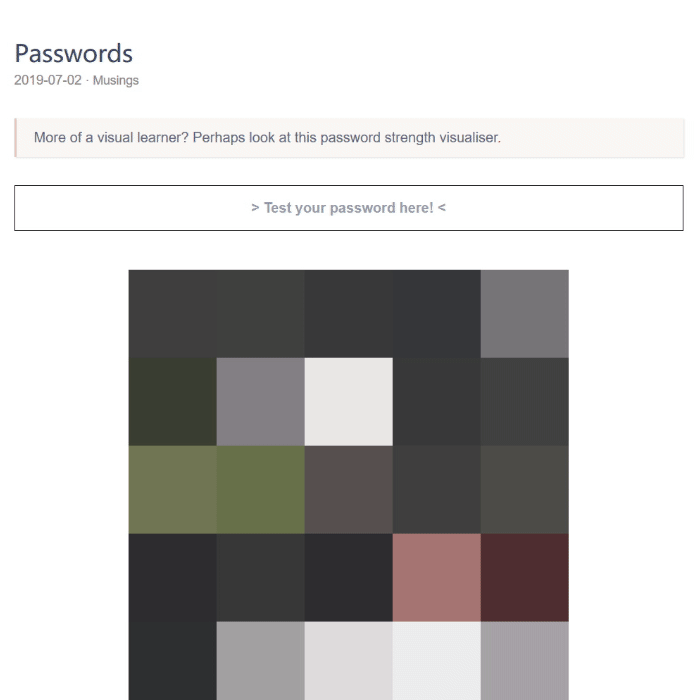 Passwords
2019-07-02 · Musings
More of a visual learner? Perhaps look at this password strength visualiser.
> Test your password here! <